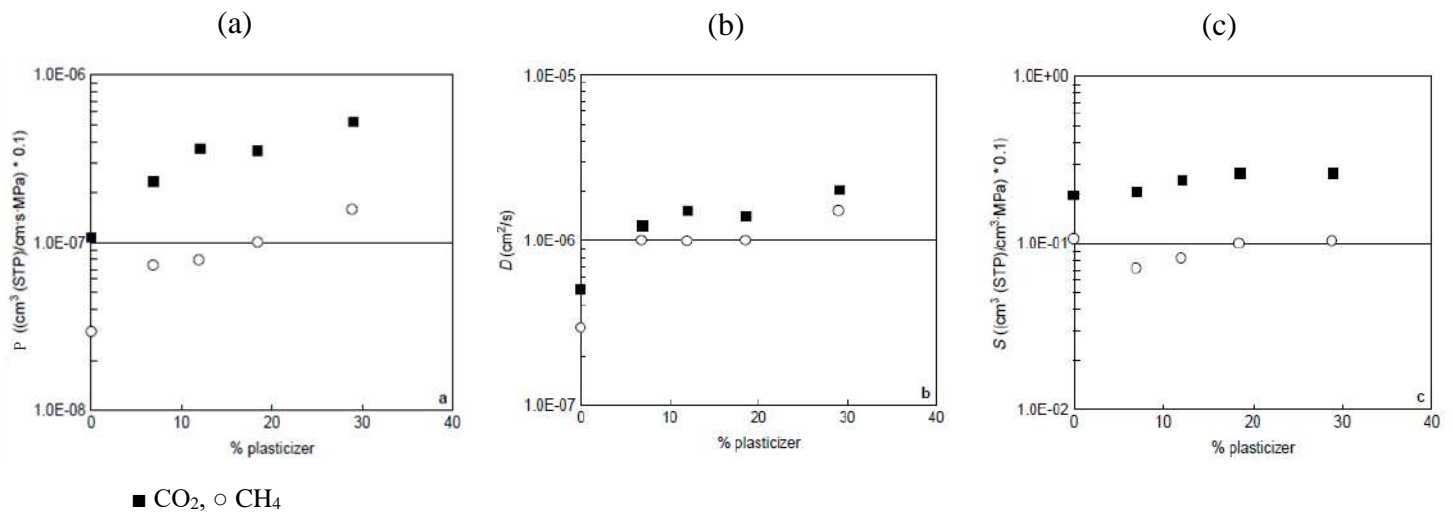 (a)
1.0E-06
1.0E-07
1.0E-08
P ((cm³ (STP)/cm·s·MPa) * 0.1)
0 10 20 30 40
% plasticizer
a
(b)
1.0E-05
1.0E-06
1.0E-07
D (cm²/s)
0 10 20 30 40
% plasticizer
b
(c)
1.0E+00
1.0E-01
1.0E-02
S ((cm³ (STP)/cm³·MPa) * 0.1)
0 10 20 30 40
% plasticizer
c
■ CO₂, ○ CH₄